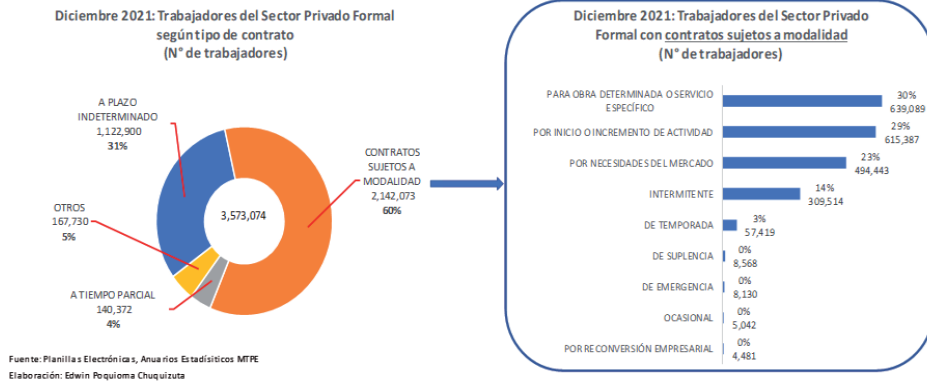 Diciembre 2021: Trabajadores del Sector Privado Formal
según tipo de contrato
(N° de trabajadores)
A PLAZO
INDETERMINADO
1,122,900
31%
OTROS
167,730
5%
A TIEMPO PARCIAL
140,372
4%
3,573,074
CONTRATOS
SUJETOS A
MODALIDAD
2,142,073
60%
Diciembre 2021: Trabajadores del Sector Privado
Formal con contratos sujetos a modalidad
(N° de trabajadores)
PARA OBRA DETERMINADA O SERVICIO
ESPECÍFICO
30%
639,089
POR INICIO O INCREMENTO DE ACTIVIDAD
29%
615,387
POR NECESIDADES DEL MERCADO
23%
494,443
INTERMITENTE
14%
309,514
DE TEMPORADA
3%
57,419
DE SUPLENCIA
0%
8,568
DE EMERGENCIA
0%
8,130
OCASIONAL
0%
5,042
POR RECONVERSIÓN EMPRESARIAL
0%
4,481
Fuente: Planillas Electrónicas, Anuarios Estadísiticos MTPE
Elaboración: Edwin Poquioma Chuquizuta